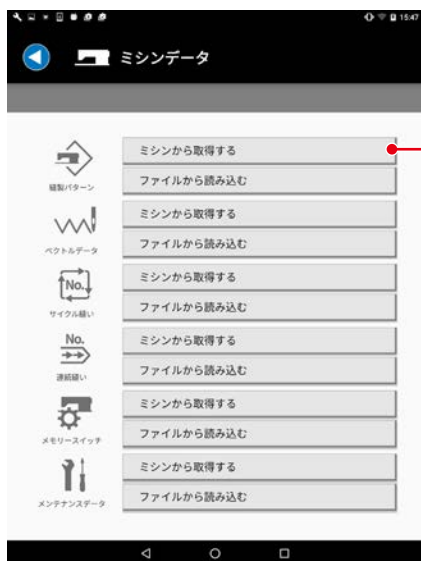 15:47
ミシンデータ
縫製パターン
ミシンから取得する
ファイルから読み込む
ベクトルデータ
ミシンから取得する
ファイルから読み込む
No.
サイクル縫い
ミシンから取得する
ファイルから読み込む
No.
連続縫い
ミシンから取得する
ファイルから読み込む
メモリースイッチ
ミシンから取得する
ファイルから読み込む
メンテナンスデータ
ミシンから取得する
ファイルから読み込む